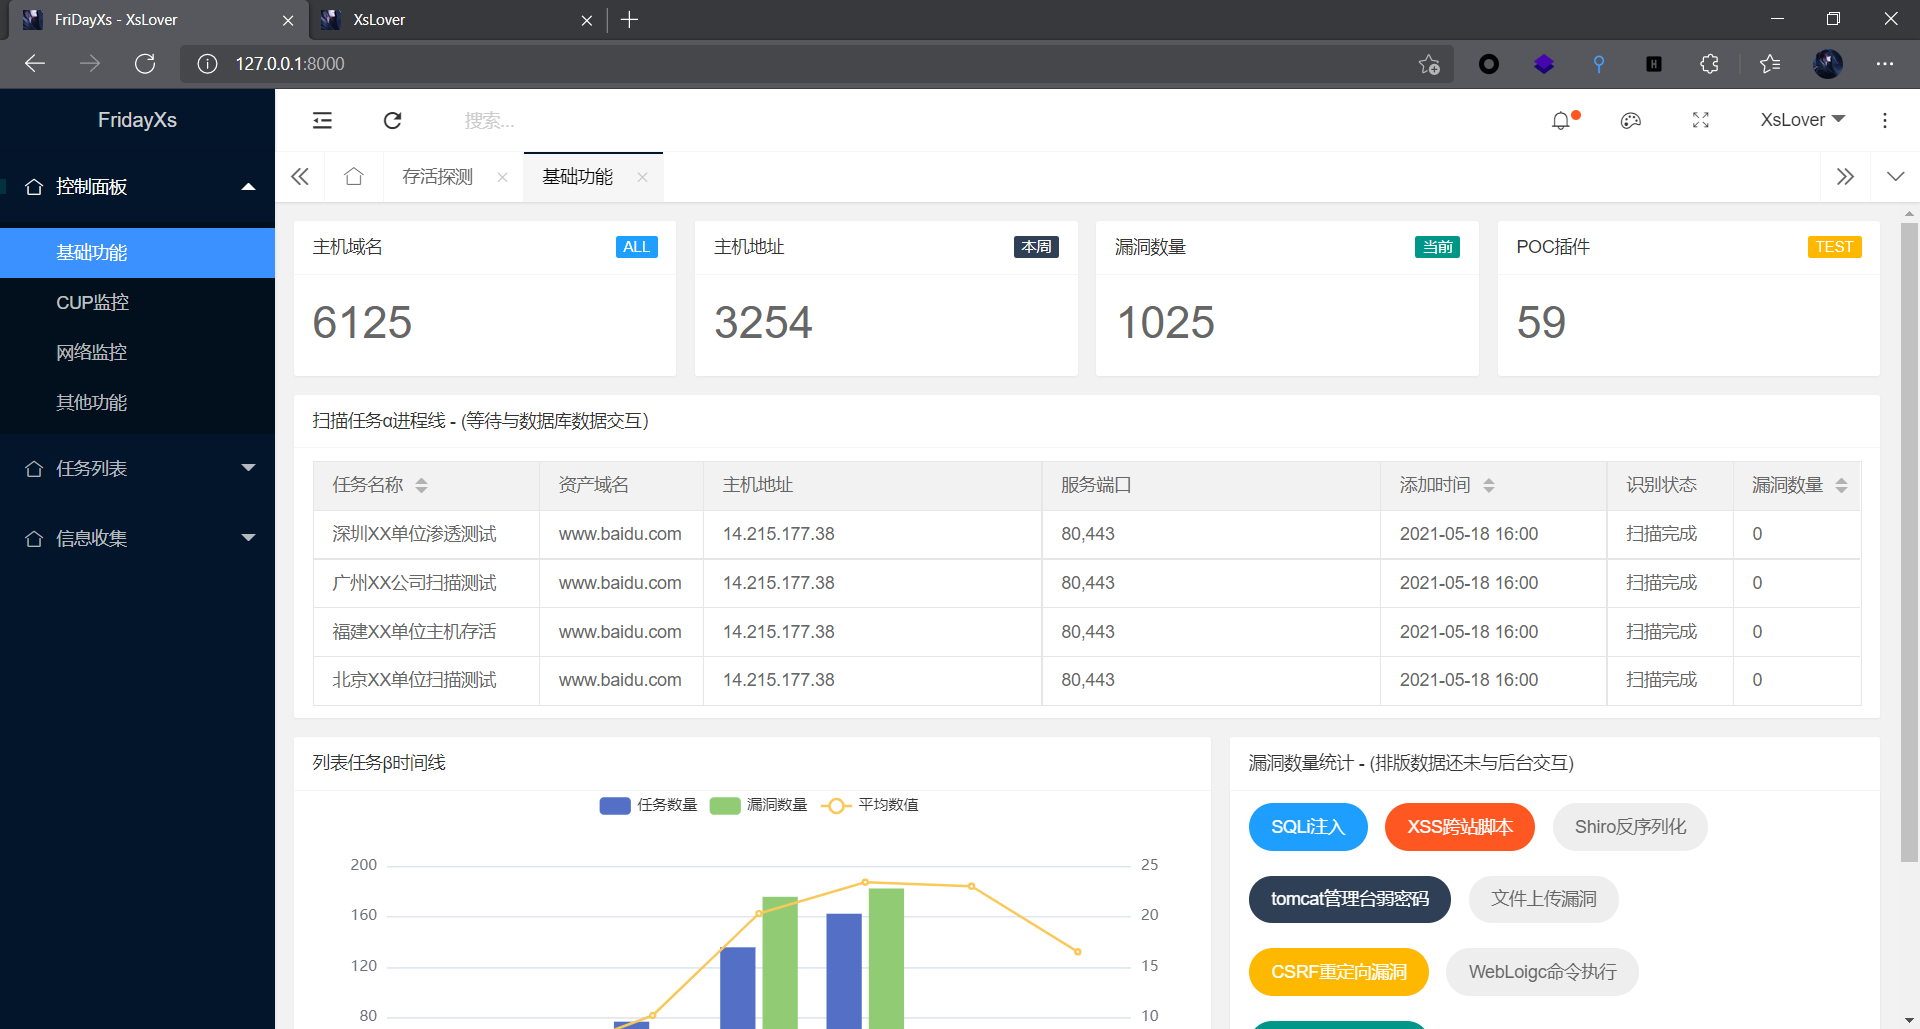 FriDayXs - XsLover
XsLover
127.0.0.1:8000
FridayXs
搜索...
XsLover
控制面板
基础功能
CUP监控
网络监控
其他功能
任务列表
信息收集
存活探测
基础功能
主机域名 ALL
6125
主机地址 本周
3254
漏洞数量 当前
1025
POC插件 TEST
59
扫描任务α进程线 - (等待与数据库数据交互)
任务名称 资产域名 主机地址 服务端口 添加时间 识别状态 漏洞数量
深圳XX单位渗透测试 www.baidu.com 14.215.177.38 80,443 2021-05-18 16:00 扫描完成 0
广州XX公司扫描测试 www.baidu.com 14.215.177.38 80,443 2021-05-18 16:00 扫描完成 0
福建XX单位主机存活 www.baidu.com 14.215.177.38 80,443 2021-05-18 16:00 扫描完成 0
北京XX单位扫描测试 www.baidu.com 14.215.177.38 80,443 2021-05-18 16:00 扫描完成 0
列表任务β时间线
任务数量 漏洞数量 平均数值
200 25
160 20
120 15
80 10
漏洞数量统计 - (排版数据还未与后台交互)
SQLi注入 XSS跨站脚本 Shiro反序列化
tomcat管理台弱密码 文件上传漏洞
CSRF重定向漏洞 WebLoigc命令执行